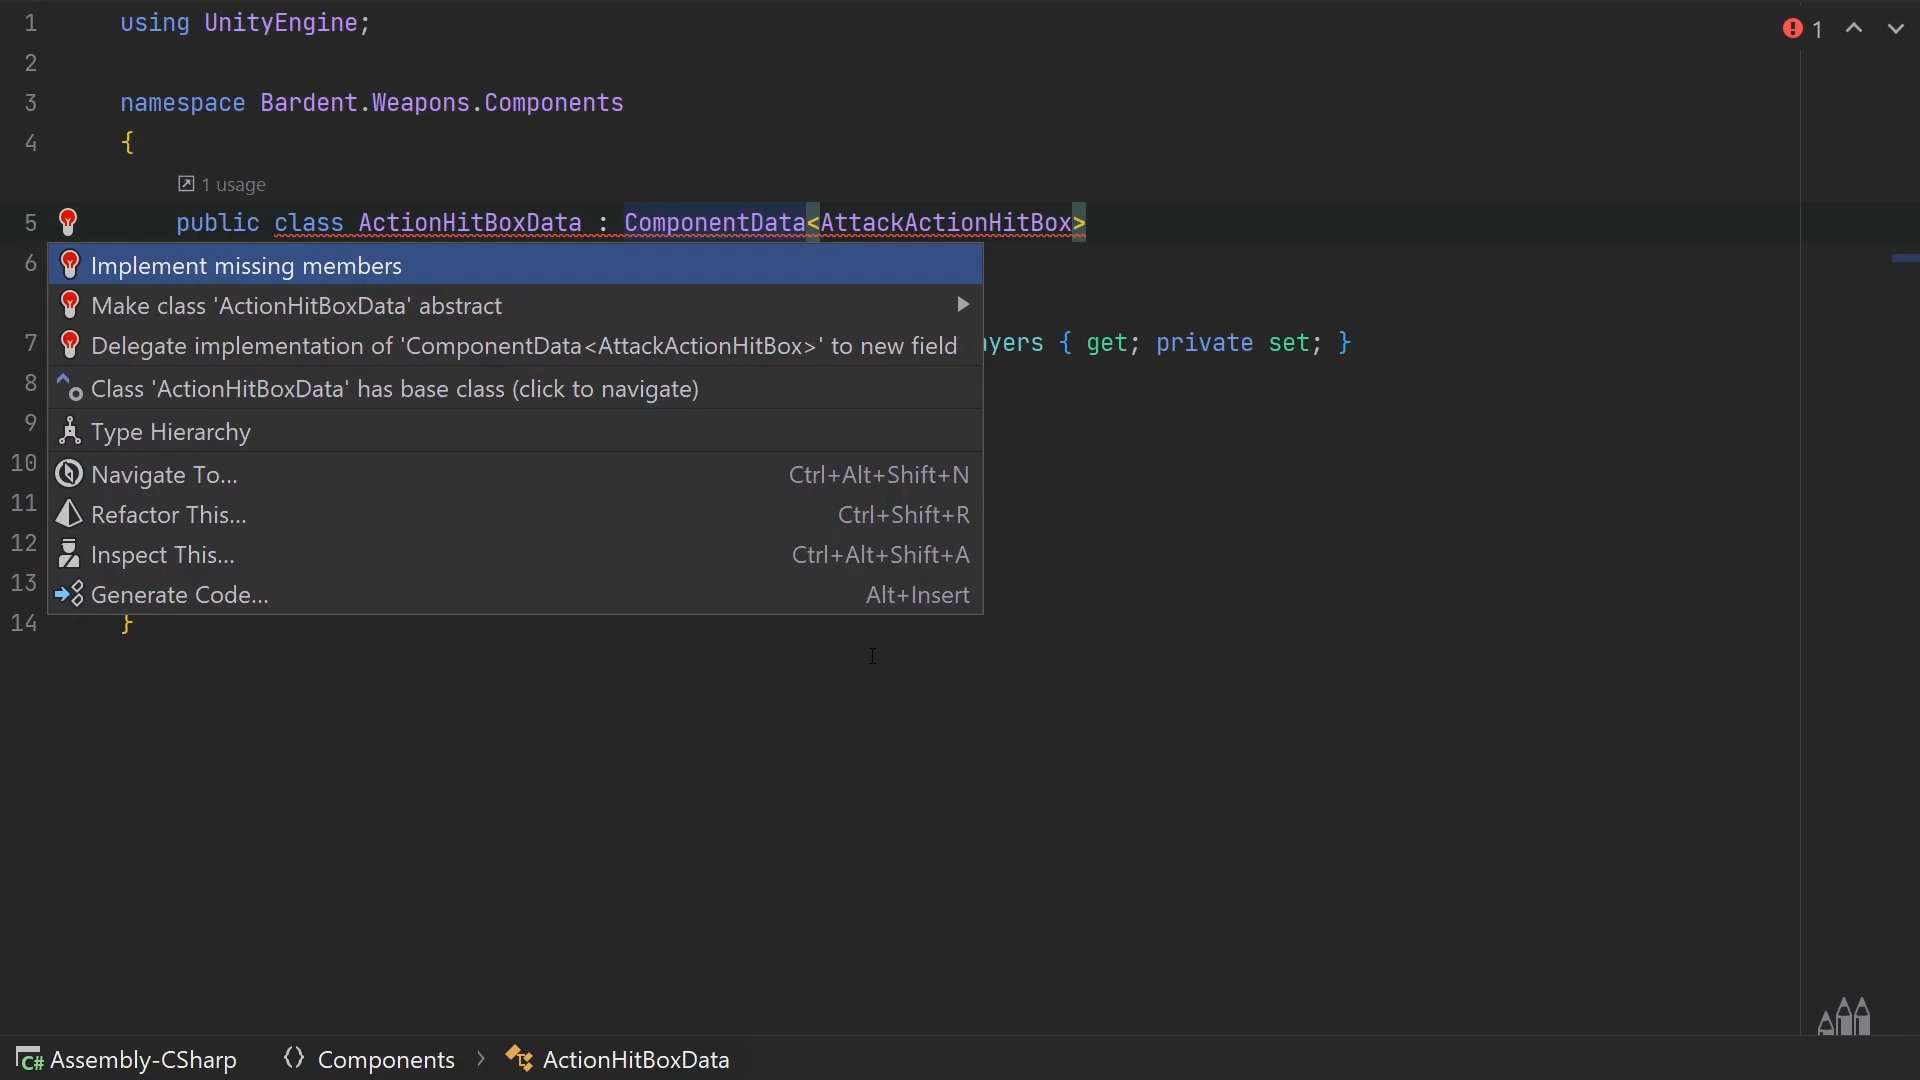 1 using UnityEngine;
1
2
3 namespace Bardent.Weapons.Components
4 {
1 usage
5 public class ActionHitBoxData : ComponentData<AttackActionHitBox>
6
Implement missing members
Make class 'ActionHitBoxData' abstract
7 yers { get; private set; }
Delegate implementation of 'ComponentData<AttackActionHitBox>' to new field
8
Class 'ActionHitBoxData' has base class (click to navigate)
9
Type Hierarchy
10
Navigate To... Ctrl+Alt+Shift+N
11
Refactor This... Ctrl+Shift+R
12
Inspect This... Ctrl+Alt+Shift+A
13
Generate Code... Alt+Insert
14 }
C# Assembly-CSharp Components > ActionHitBoxData